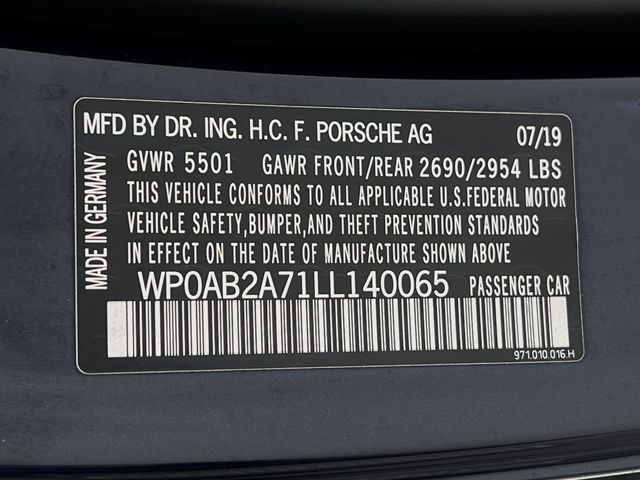 MFD BY DR. ING. H.C. F. PORSCHE AG 07/19
GVWR 5501 GAWR FRONT/REAR 2690/2954 LBS
THIS VEHICLE CONFORMS TO ALL APPLICABLE U.S.FEDERAL MOTOR
VEHICLE SAFETY,BUMPER,AND THEFT PREVENTION STANDARDS
IN EFFECT ON THE DATE OF MANUFACTURE SHOWN ABOVE
WP0AB2A71LL140065 PASSENGER CAR
971.010.016.H
MADE IN GERMANY